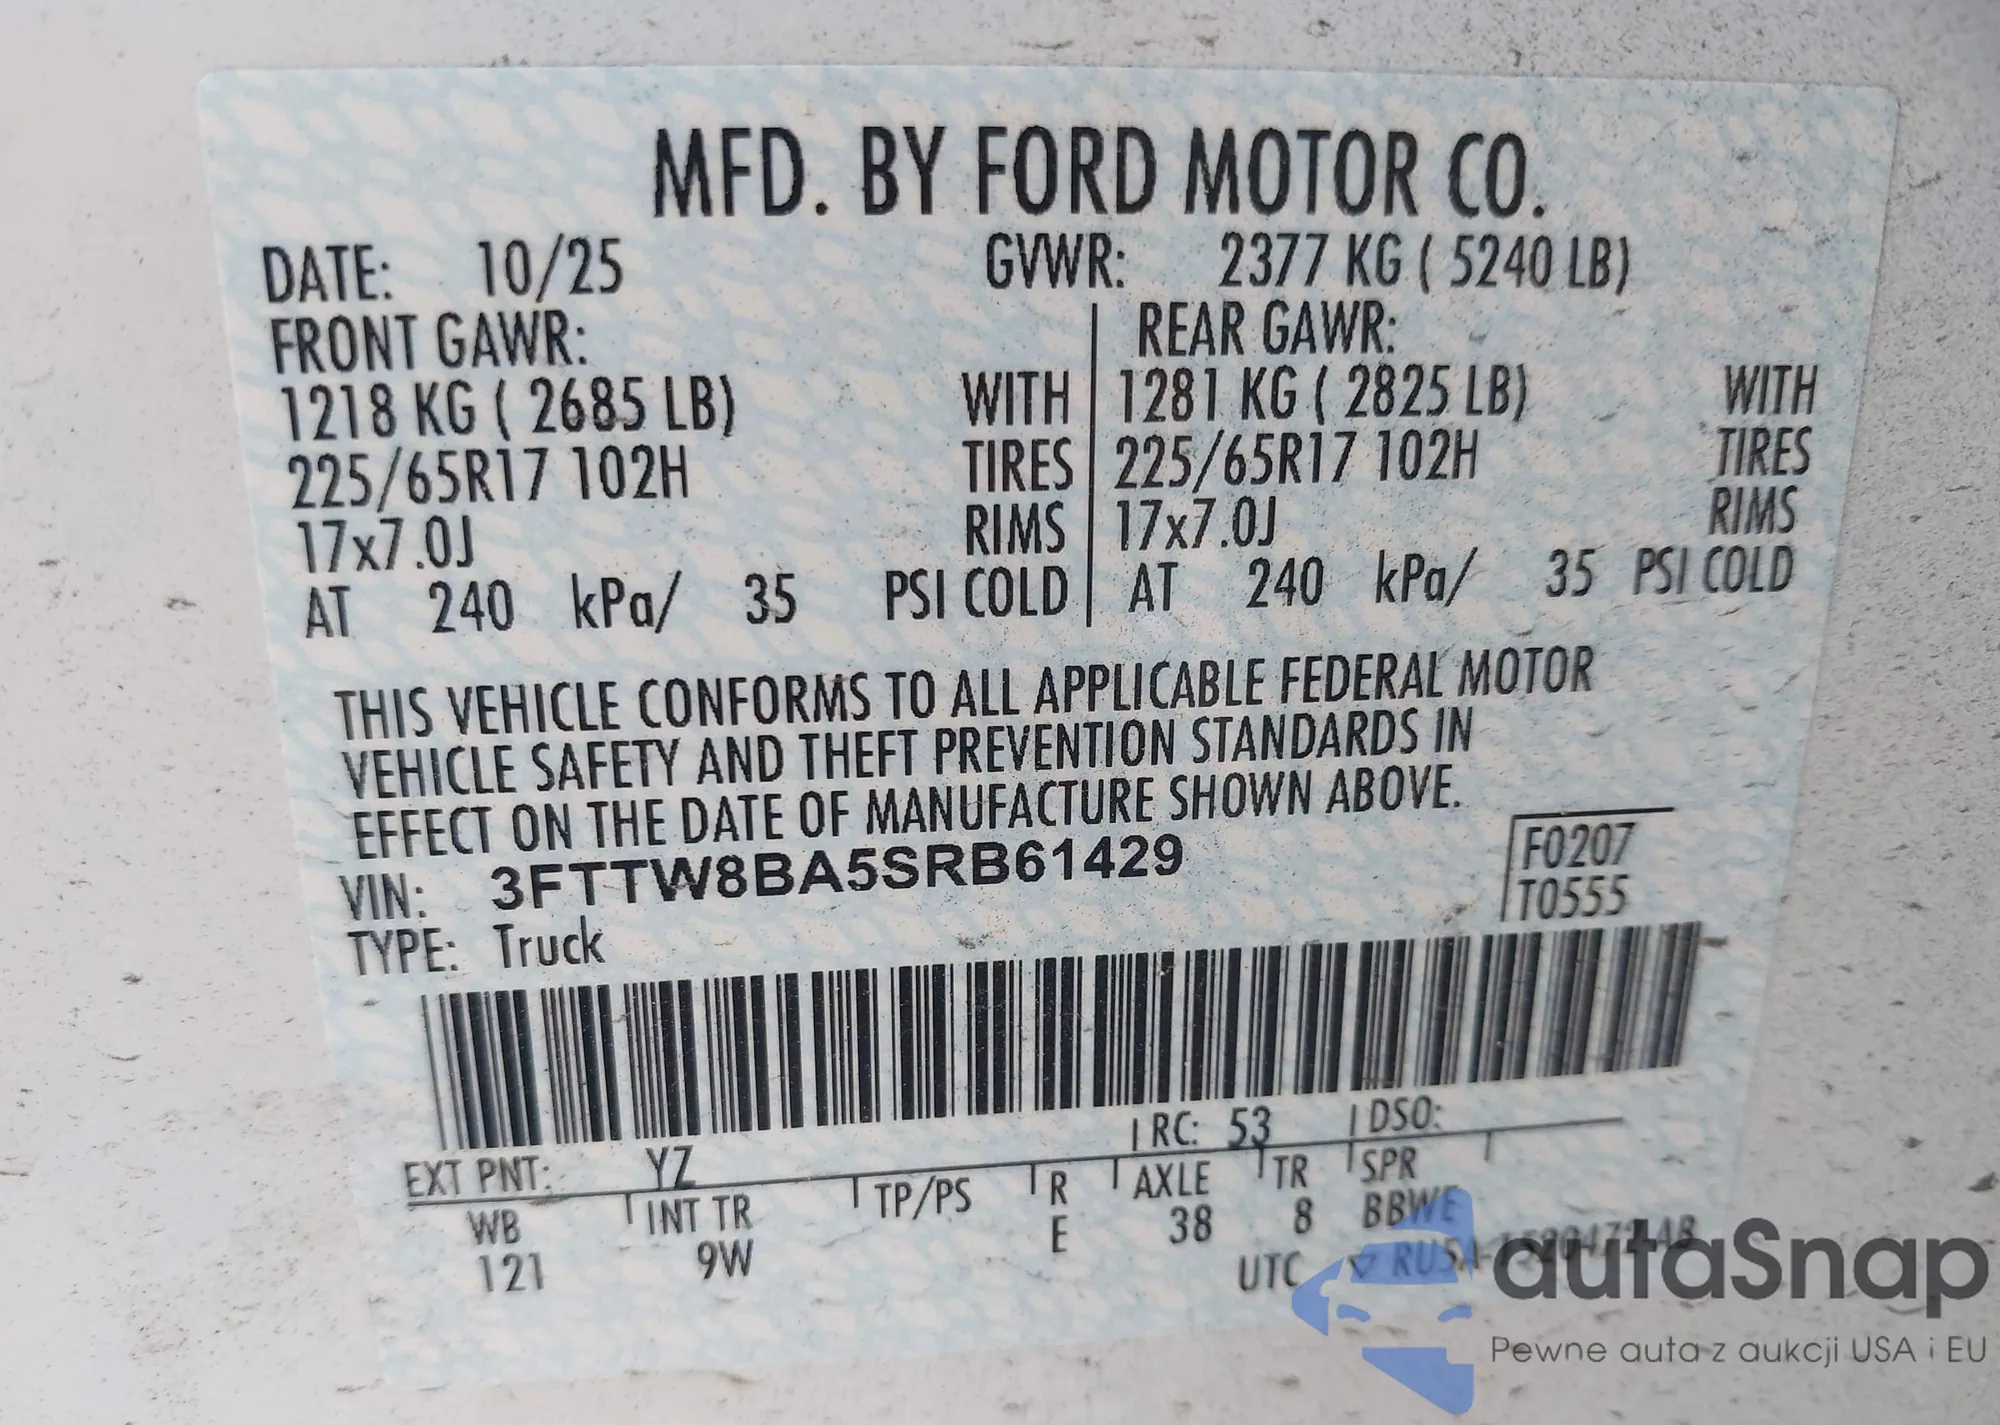 MFD. BY FORD MOTOR CO.
DATE: 10/25 GVWR: 2377 KG ( 5240 LB)
FRONT GAWR: REAR GAWR:
1218 KG ( 2685 LB) WITH 1281 KG ( 2825 LB) WITH
225/65R17 102H TIRES 225/65R17 102H TIRES
17x7.0J RIMS 17x7.0J RIMS
AT 240 kPa/ 35 PSI COLD AT 240 kPa/ 35 PSI COLD
THIS VEHICLE CONFORMS TO ALL APPLICABLE FEDERAL MOTOR
VEHICLE SAFETY AND THEFT PREVENTION STANDARDS IN
EFFECT ON THE DATE OF MANUFACTURE SHOWN ABOVE.
F0207
VIN: 3FTTW8BA5SRB61429
T0555
TYPE: Truck
RC: 53 DSO:
EXT PNT: YZ
WB INT TR TP/PS R AXLE TR SPR
121 9W E 38 8 BBWE
UTC
autaSnap
Pewne auta z aukcji USA i EU